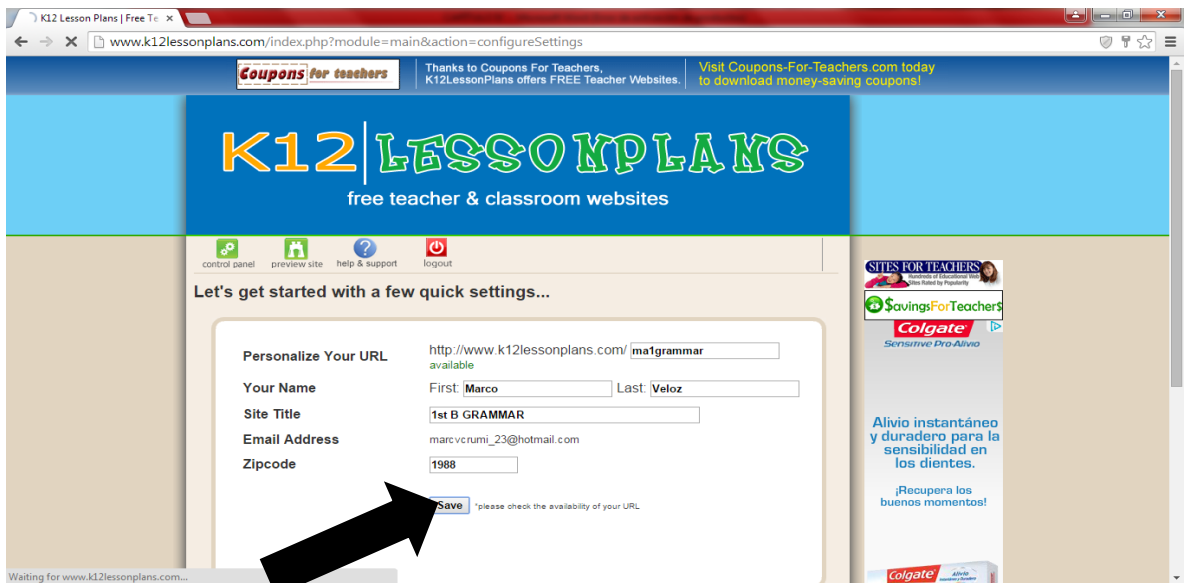 K12 Lesson Plans | Free Te
www.k12lessonplans.com/index.php?module=main&action=configureSettings
Coupons for teachers
Thanks to Coupons For Teachers,
K12LessonPlans offers FREE Teacher Websites.
Visit Coupons-For-Teachers.com today
to download money-saving coupons!
K12 LESSONPLANS
free teacher & classroom websites
control panel preview site help & support logout
Let's get started with a few quick settings...
Personalize Your URL http://www.k12lessonplans.com/ ma1grammar
available
Your Name First: Marco Last: Veloz
Site Title 1st B GRAMMAR
Email Address marcvcrumi_23@hotmail.com
Zipcode 1988
Save *please check the availability of your URL
SITES FOR TEACHERS
Hundreds of Educational Web
Sites Rated by Popularity
$avingsForTeacher$
Colgate
Sensitive Pro-Alivio
Alivio instantáneo
y duradero para la
sensibilidad en
los dientes.
¡Recupera los
buenos momentos!
Colgate Alivio
Waiting for www.k12lessonplans.com...